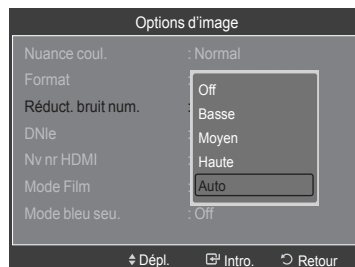 Options d'image
Nuance coul. : Normal
Format :
Off
Réduct. bruit num. :
Basse
DNIe :
Moyen
Nv nr HDMI :
Haute
Mode Film :
Auto
Mode bleu seu. : Off
Dépl. Intro. Retour